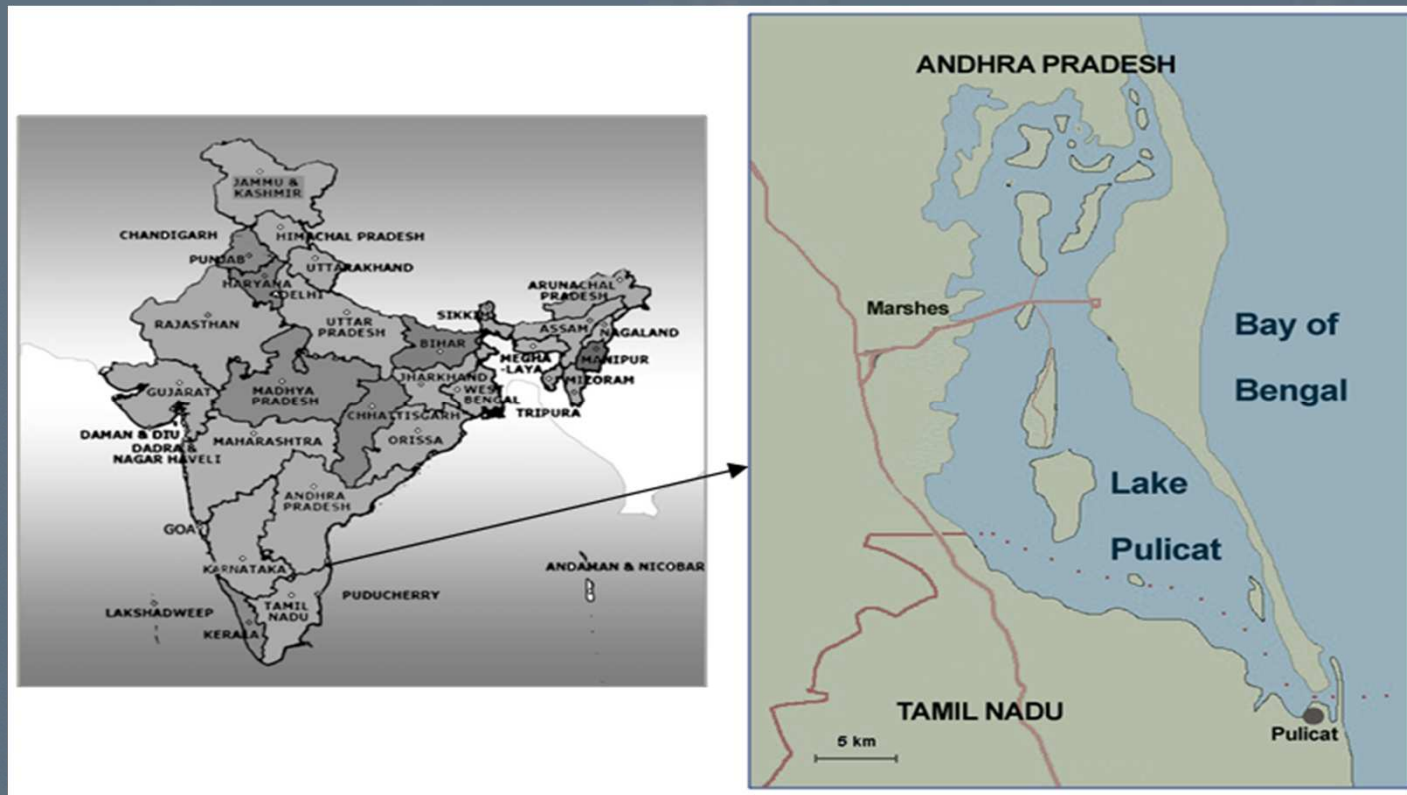 JAMMU &
KASHMIR
CHANDIGARH
HIMACHAL PRADESH
PUNJAB
UTTARAKHAND
HARYANA
DELHI
ARUNACHAL
PRADESH
RAJASTHAN
UTTAR
PRADESH
SIKKIM
ASSAM
NAGALAND
BIHAR
MEGHA
-LAYA
MANIPUR
GUJARAT
MADHYA
PRADESH
JHARKHAND
WEST
BENGAL
MIZORAM
TRIPURA
CHHATTISGARH
DAMAN & DIU
DADRA &
NAGAR HAVELI
MAHARASHTRA
ORISSA
ANDHRA
PRADESH
GOA
KARNATAKA
ANDAMAN & NICOBAR
LAKSHADWEEP
TAMIL
NADU
PUDUCHERRY
KERALA
ANDHRA PRADESH
Marshes
Bay of
Bengal
Lake
Pulicat
TAMIL NADU
Pulicat
5 km